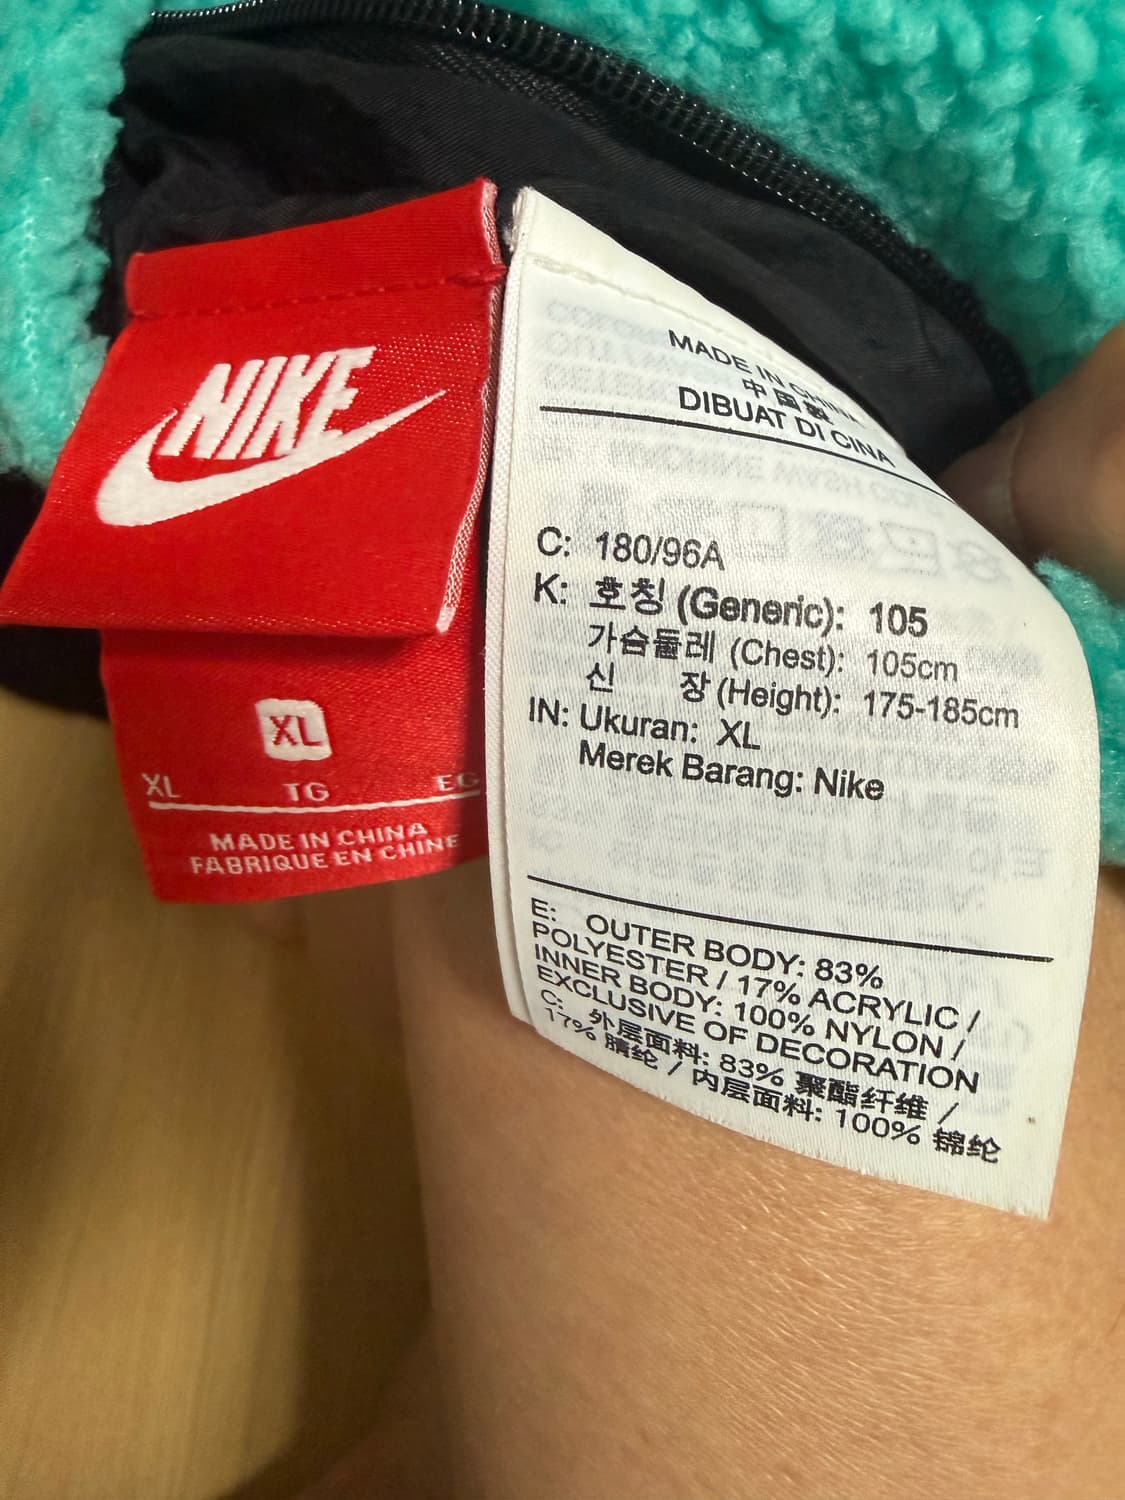 NIKE
XL
XL TG EG
MADE IN CHINA
FABRIQUE EN CHINE
MADE IN CHINA
中国製
DIBUAT DI CINA
C: 180/96A
K: 호칭 (Generic): 105
가슴둘레 (Chest): 105cm
신 장 (Height): 175-185cm
IN: Ukuran: XL
Merek Barang: Nike
E: OUTER BODY: 83%
POLYESTER / 17% ACRYLIC /
INNER BODY: 100% NYLON /
EXCLUSIVE OF DECORATION
C: 外层面料: 83% 聚酯纤维 /
17% 腈纶 / 内层面料: 100% 锦纶